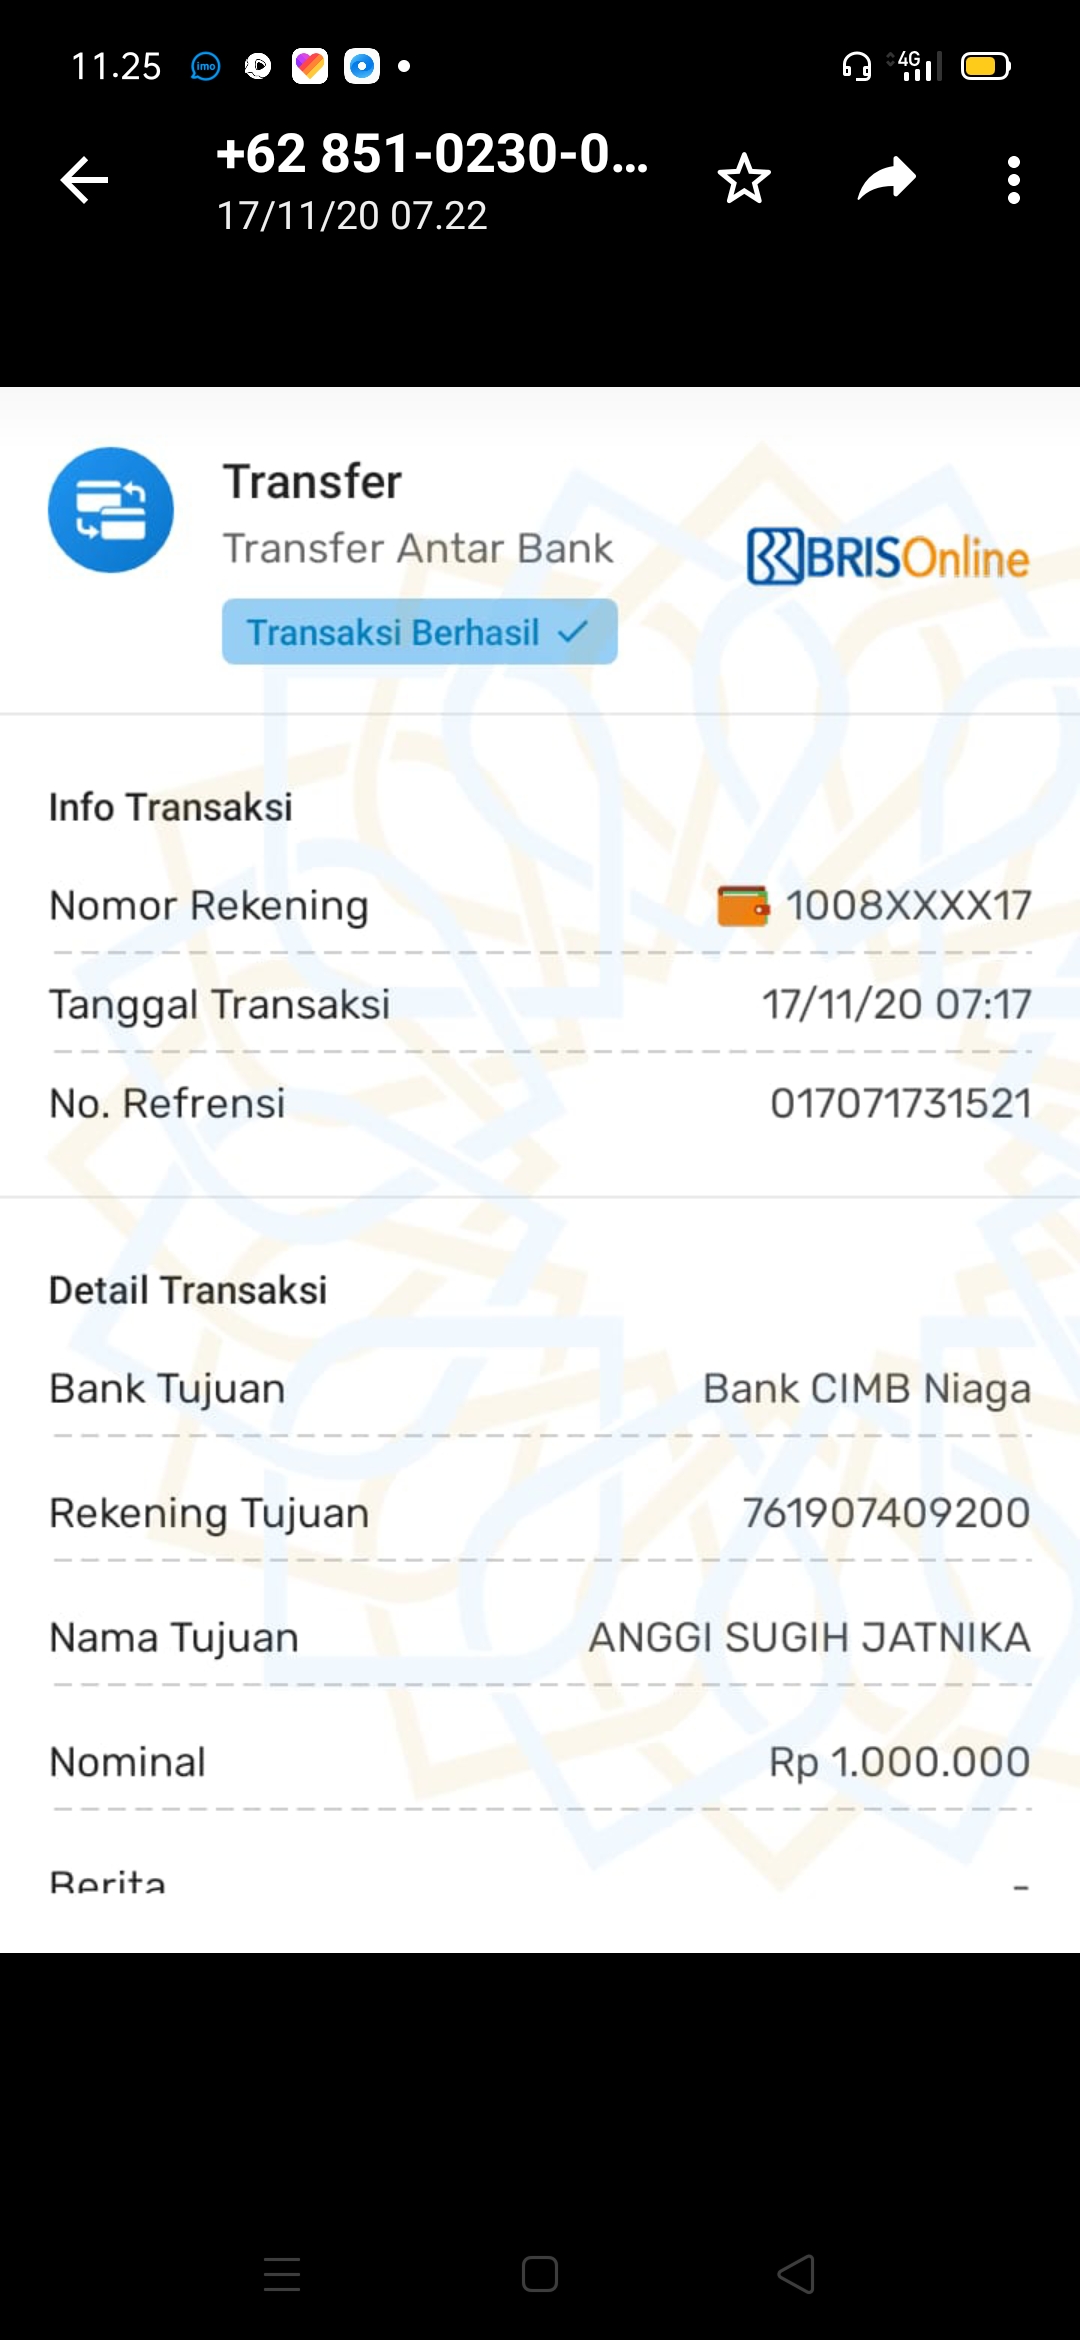 11.25 imo 4G
+62 851-0230-0...
17/11/20 07.22
Transfer
Transfer Antar Bank
BRISOnline
Transaksi Berhasil
Info Transaksi
Nomor Rekening 1008XXXX17
Tanggal Transaksi 17/11/20 07:17
No. Refrensi 017071731521
Detail Transaksi
Bank Tujuan Bank CIMB Niaga
Rekening Tujuan 761907409200
Nama Tujuan ANGGI SUGIH JATNIKA
Nominal Rp 1.000.000
Berita -